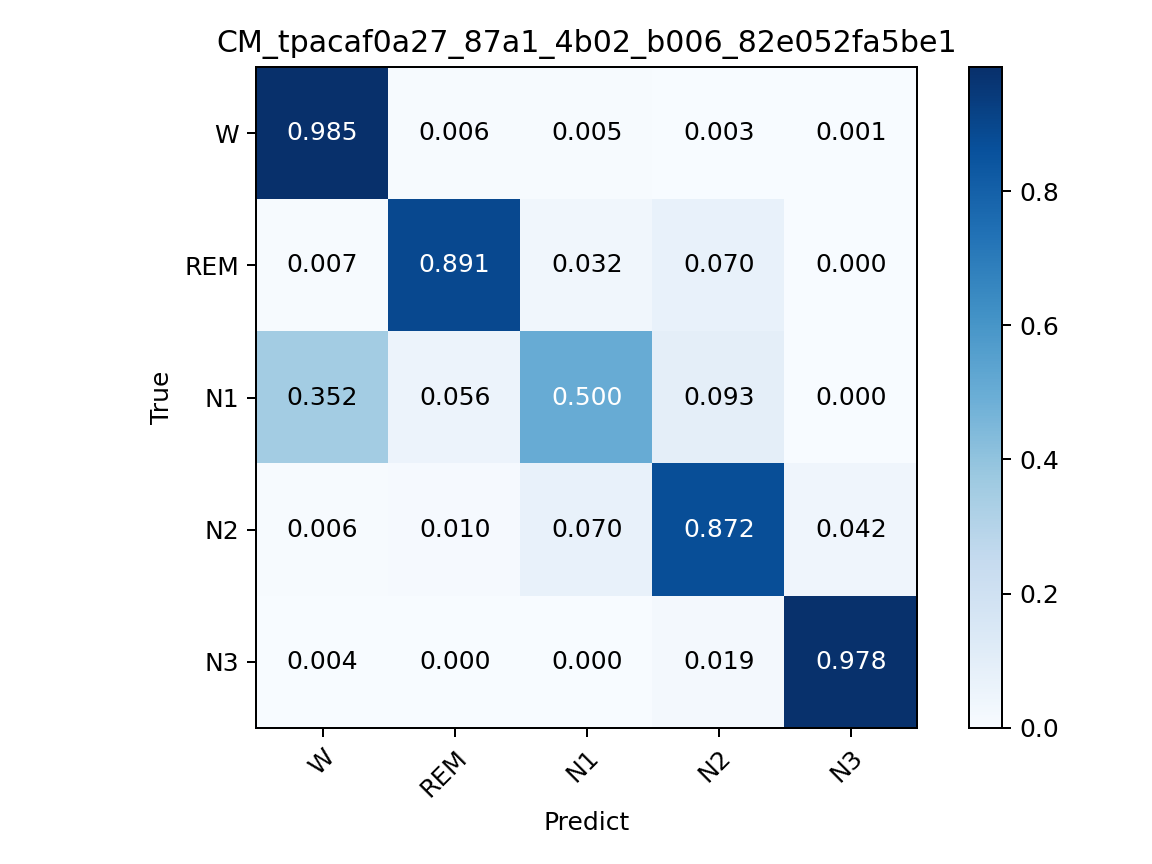 CM_tpacaf0a27_87a1_4b02_b006_82e052fa5be1
W 0.985 0.006 0.005 0.003 0.001
REM 0.007 0.891 0.032 0.070 0.000
N1 0.352 0.056 0.500 0.093 0.000
N2 0.006 0.010 0.070 0.872 0.042
N3 0.004 0.000 0.000 0.019 0.978
W REM N1 N2 N3
Predict
True
0.8
0.6
0.4
0.2
0.0